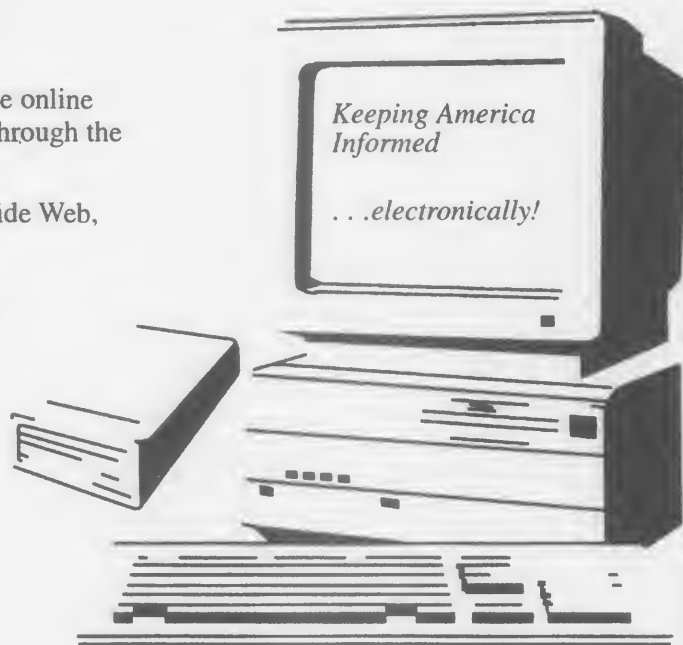 e online
hrough the
ide Web,
Keeping America
Informed
. . .electronically!